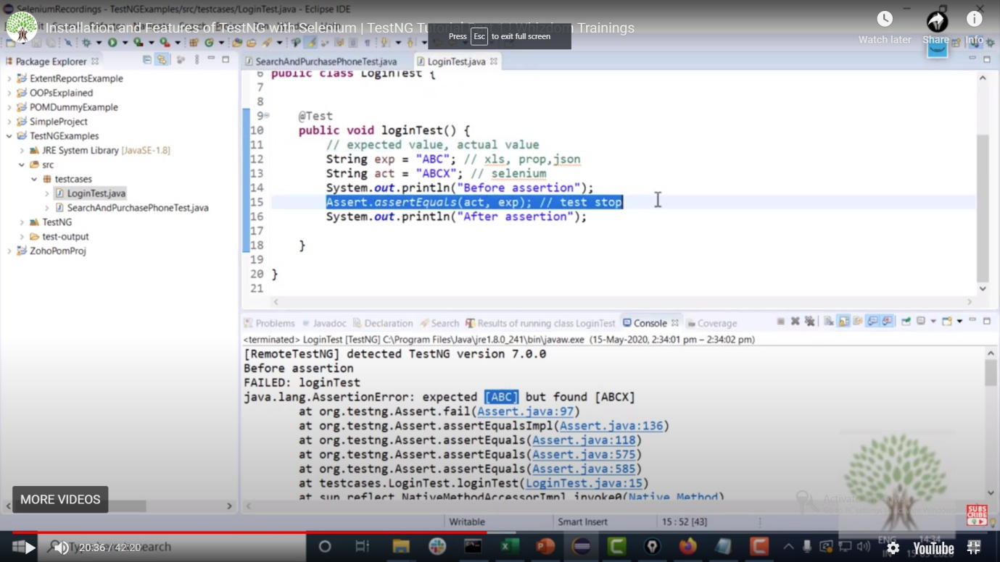 SeleniumRecordings - TestNGExamples/src/testcases/LoginTest.java - Eclipse IDE
Installation and Features of TestNG with Selenium | TestNG Tutorial Whizdom Trainings
Press Esc to exit full screen
Watch later Share Info
Package Explorer
SearchAndPurchasePhoneTest.java LoginTest.java
ExtentReportsExample
OOPsExplained
POMDummyExample
SimpleProject
TestNGExamples
JRE System Library [JavaSE-1.8]
src
testcases
LoginTest.java
SearchAndPurchasePhoneTest.java
TestNG
test-output
ZohoPomProj
6 public class LoginTest {
7
8
9 @Test
10 public void loginTest() {
11 // expected value, actual value
12 String exp = "ABC"; // xls, prop,json
13 String act = "ABCX"; // selenium
14 System.out.println("Before assertion");
15 Assert.assertEquals(act, exp); // test stop
16 System.out.println("After assertion");
17
18 }
19
20 }
21
Problems Javadoc Declaration Search Results of running class LoginTest Console Coverage
<terminated> LoginTest [TestNG] C:\Program Files\Java\jre1.8.0_241\bin\javaw.exe (15-May-2020, 2:34:01 pm – 2:34:02 pm)
[RemoteTestNG] detected TestNG version 7.0.0
Before assertion
FAILED: loginTest
java.lang.AssertionError: expected [ABC] but found [ABCX]
at org.testng.Assert.fail(Assert.java:97)
at org.testng.Assert.assertEqualsImpl(Assert.java:136)
at org.testng.Assert.assertEquals(Assert.java:118)
at org.testng.Assert.assertEquals(Assert.java:575)
at org.testng.Assert.assertEquals(Assert.java:585)
at testcases.LoginTest.loginTest(LoginTest.java:15)
at sun.reflect.NativeMethodAccessorImpl.invoke0(Native Method)
MORE VIDEOS
SUBSCRIBE
Writable Smart Insert 15 : 52 [43]
20:36 / 42:20
search
ENG 14:34
IN
YouTube